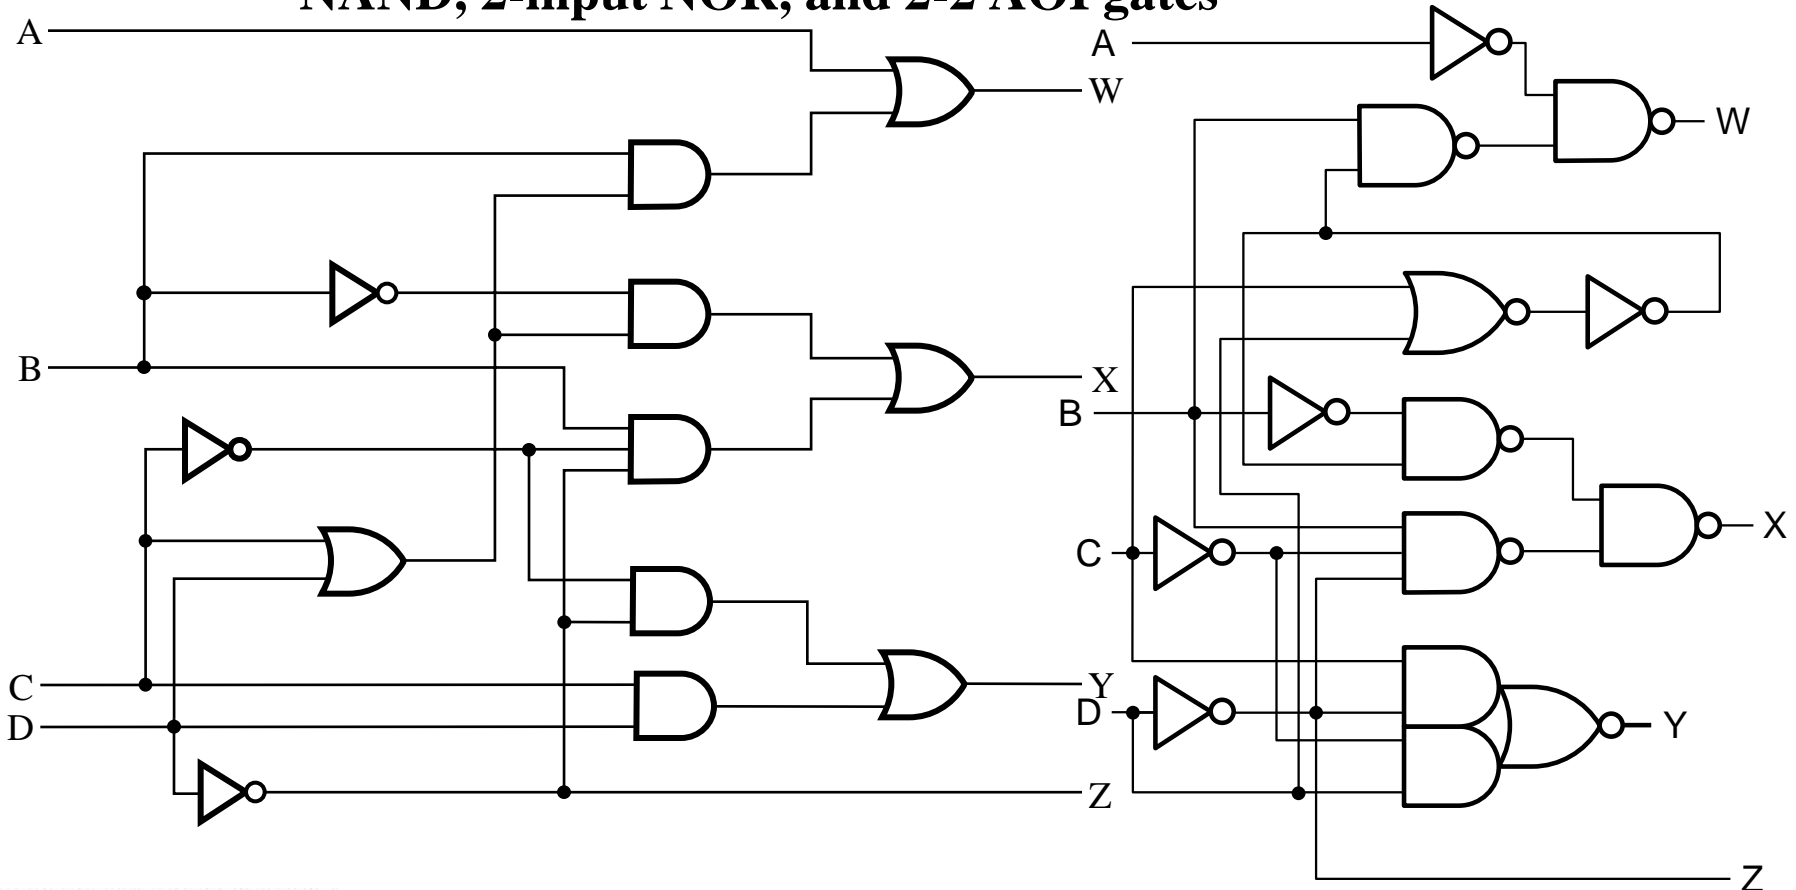 NAND, 2-input NOR, and 2-2 AOI gates
A
W
B
X
C
D
Y
Z
A
W
B
X
C
D
Y
Z